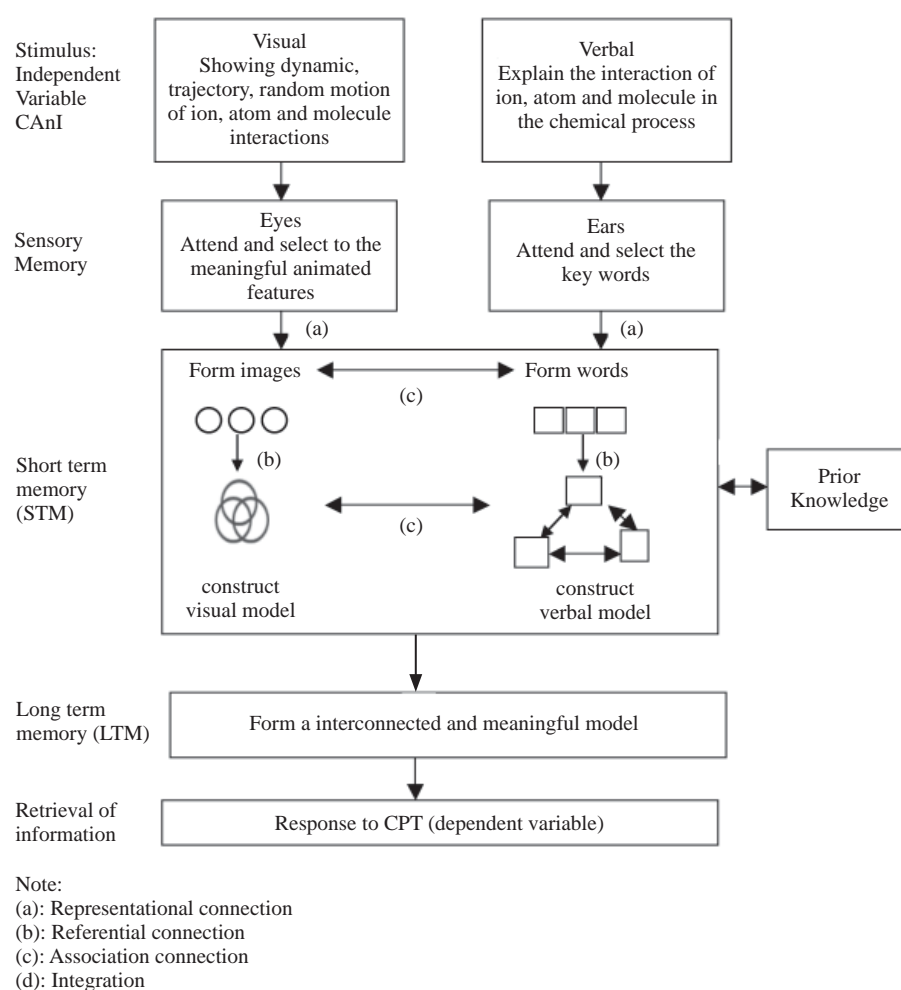 Stimulus:
Independent
Variable
CAnI
Visual
Showing dynamic,
trajectory, random motion
of ion, atom and molecule
interactions
Verbal
Explain the interaction of
ion, atom and molecule in
the chemical process
Sensory
Memory
Eyes
Attend and select to the
meaningful animated
features
Ears
Attend and select the
key words
(a)
(a)
Short term
memory
(STM)
Form images
(c)
Form words
(b)
(b)
(c)
construct
visual model
construct
verbal model
Prior
Knowledge
Long term
memory (LTM)
Form a interconnected and meaningful model
Retrieval of
information
Response to CPT (dependent variable)
Note:
(a): Representational connection
(b): Referential connection
(c): Association connection
(d): Integration